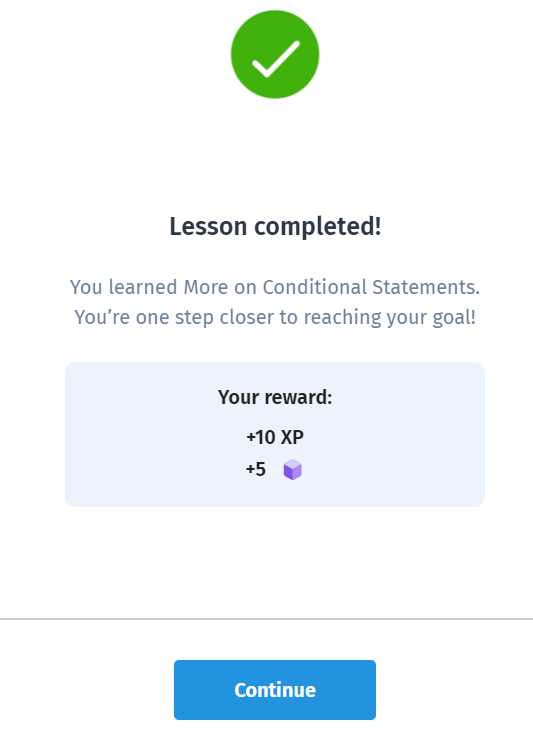 Lesson completed!
You learned More on Conditional Statements.
You’re one step closer to reaching your goal!
Your reward:
+10 XP
+5
Continue